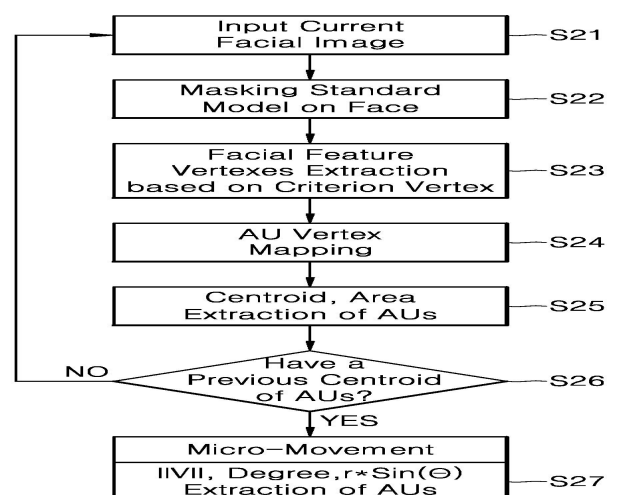 Input Current
Facial Image
S21
Masking Standard
Model on Face
S22
Facial Feature
Vertexes Extraction
based on Criterion Vertex
S23
AU Vertex
Mapping
S24
Centroid, Area
Extraction of AUs
S25
Have a
Previous Centroid
of AUs?
S26
NO
YES
Micro-Movement
||V||, Degree,r*Sin(Θ)
Extraction of AUs
S27